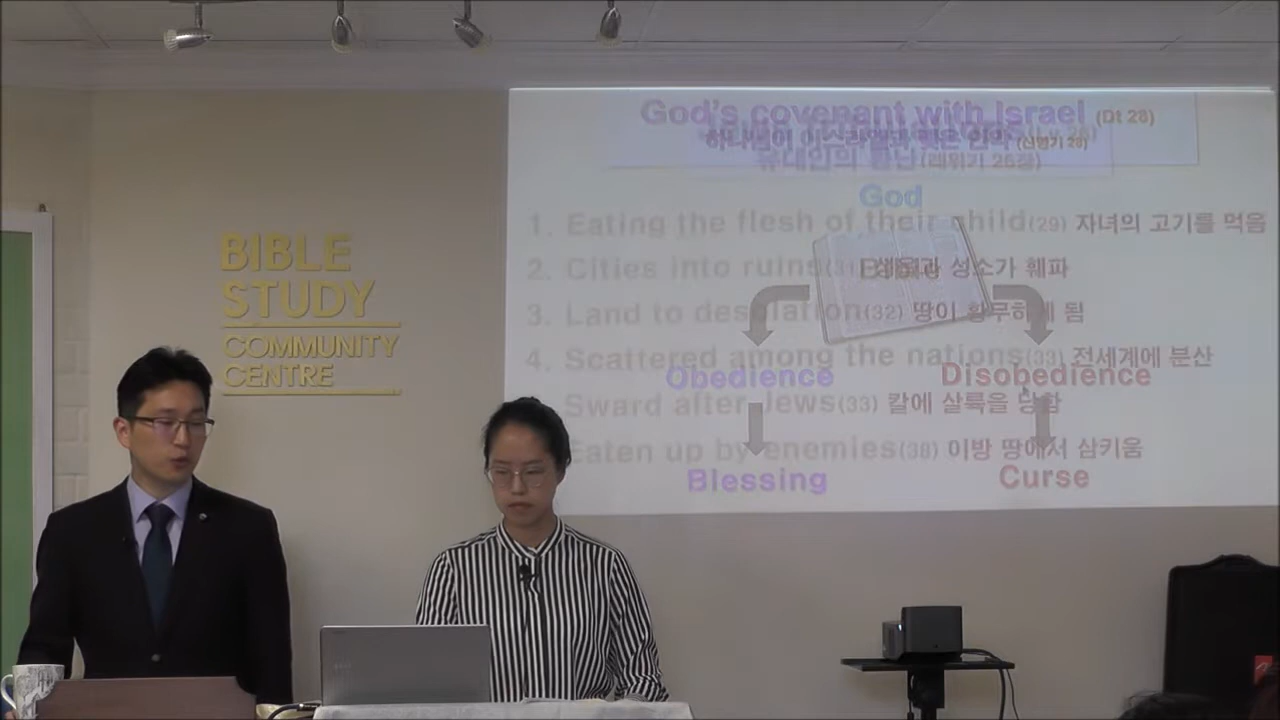 BIBLE
STUDY
COMMUNITY
CENTRE
God's covenant with Israel (Dt 28)
하나님이 이스라엘과 맺은 언약 (신명기 28)
유대인의 환난(레위기 26장)
God
1. Eating the flesh of their child(29) 자녀의 고기를 먹음
2. Cities into ruins(31) 성소가 훼파
3. Land to desolation(32) 땅이 황무하게 됨
4. Scattered among the nations(33) 전세계에 분산
Obedience Disobedience
Sward after Jews(33) 칼에 살륙을 당함
Eaten up by enemies(38) 이방 땅에서 삼키움
Blessing Curse